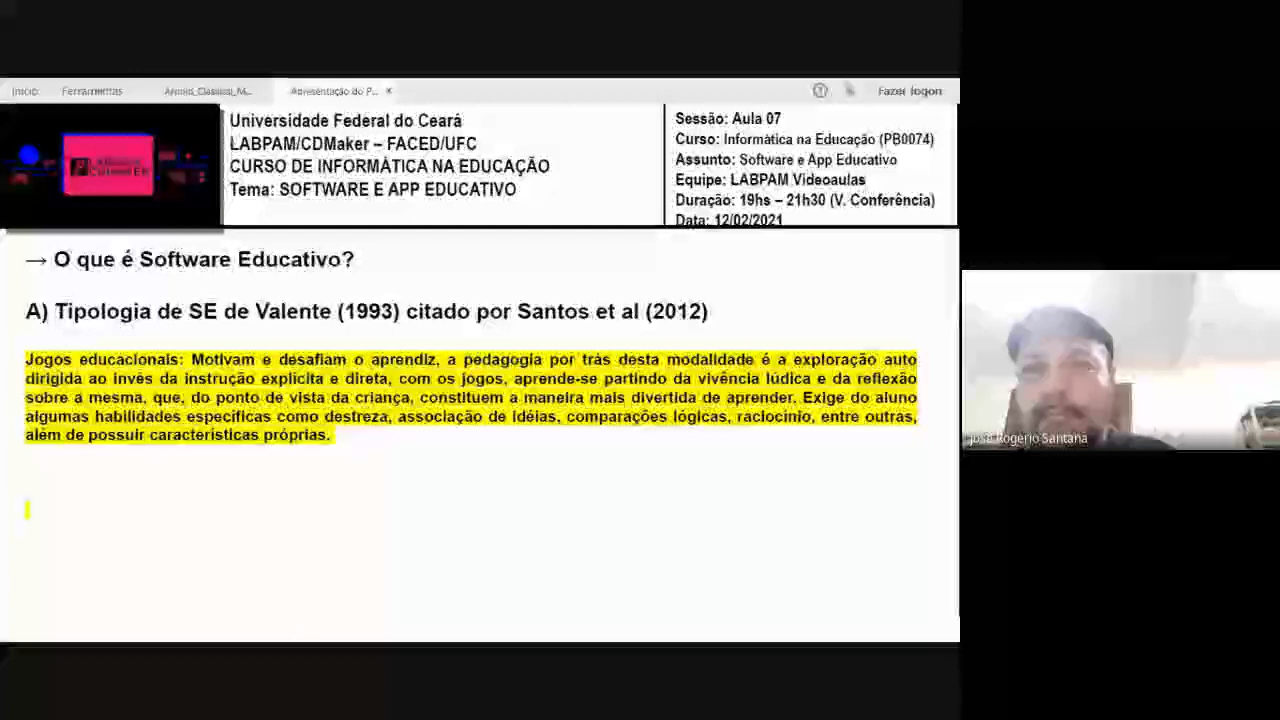 Início Ferramentas Arnold_Classical_M... Apresentação do P... × ? Fazer logon
Universidade Federal do Ceará
LABPAM/CDMaker – FACED/UFC
CURSO DE INFORMÁTICA NA EDUCAÇÃO
Tema: SOFTWARE E APP EDUCATIVO
Sessão: Aula 07
Curso: Informática na Educação (PB0074)
Assunto: Software e App Educativo
Equipe: LABPAM Videoaulas
Duração: 19hs – 21h30 (V. Conferência)
Data: 12/02/2021
→ O que é Software Educativo?
A) Tipologia de SE de Valente (1993) citado por Santos et al (2012)
Jogos educacionais: Motivam e desafiam o aprendiz, a pedagogia por trás desta modalidade é a exploração auto
dirigida ao invés da instrução explícita e direta, com os jogos, aprende-se partindo da vivência lúdica e da reflexão
sobre a mesma, que, do ponto de vista da criança, constituem a maneira mais divertida de aprender. Exige do aluno
algumas habilidades específicas como destreza, associação de idéias, comparações lógicas, raciocínio, entre outras,
além de possuir características próprias.
José Rogério Santana